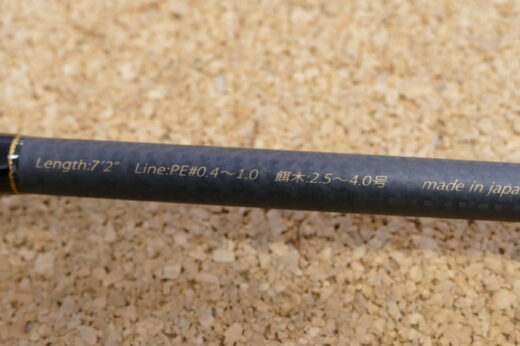 Length:7'2" Line:PE#0.4～1.0 餌木:2.5～4.0号 made in japa